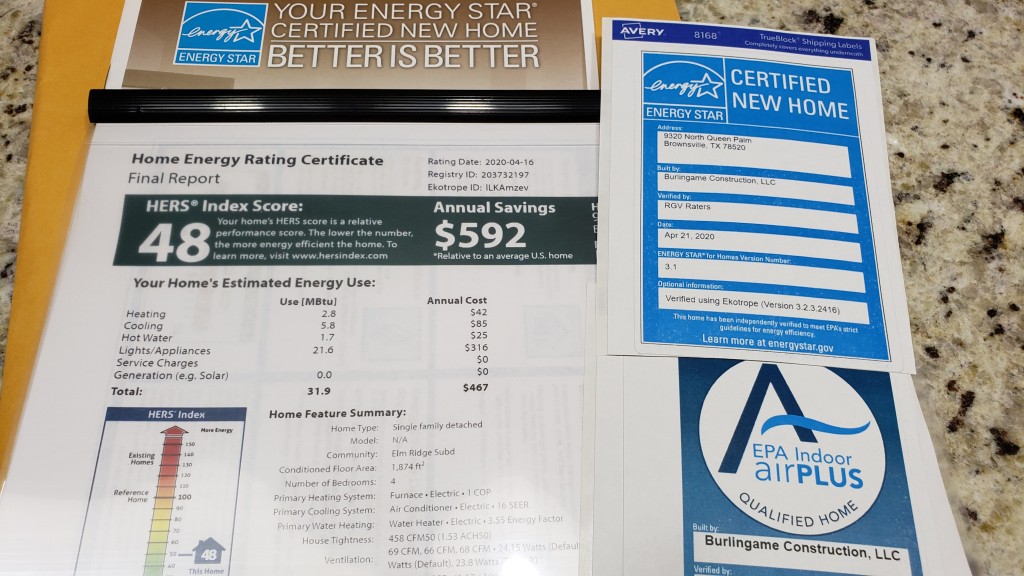 YOUR ENERGY STAR®
CERTIFIED NEW HOME
BETTER IS BETTER
energy
ENERGY STAR
Home Energy Rating Certificate
Final Report
Rating Date: 2020-04-16
Registry ID: 203732197
Ekotrope ID: ILKAmzev
HERS® Index Score:
48
Your home's HERS score is a relative
performance score. The lower the number,
the more energy efficient the home. To
learn more, visit www.hersindex.com
Annual Savings
$592
*Relative to an average U.S. home
Your Home's Estimated Energy Use:
Use [MBtu] Annual Cost
Heating 2.8 $42
Cooling 5.8 $85
Hot Water 1.7 $25
Lights/Appliances 21.6 $316
Service Charges $0
Generation (e.g. Solar) 0.0 $0
Total: 31.9 $467
HERS® Index
More Energy
150
140
Existing
Homes
130
120
110
Reference
Home
100
90
80
70
60
50
48
This Home
40
Home Feature Summary:
Home Type: Single family detached
Model: N/A
Community: Elm Ridge Subd
Conditioned Floor Area: 1,874 ft²
Number of Bedrooms: 4
Primary Heating System: Furnace • Electric • 1 COP
Primary Cooling System: Air Conditioner • Electric • 16 SEER
Primary Water Heating: Water Heater • Electric • 3.55 Energy Factor
House Tightness: 458 CFM50 (1.53 ACH50)
Ventilation: 69 CFM, 66 CFM, 68 CFM • 24.15 Watts (Defaul
Watts (Default), 23.8 Watts
AVERY
8168
TrueBlock® Shipping Labels
Completely covers everything underneath
energy
ENERGY STAR
CERTIFIED
NEW HOME
Address:
9320 North Queen Palm
Brownsville, TX 78520
Built by:
Burlingame Construction, LLC
Verified by:
RGV Raters
Date:
Apr 21, 2020
ENERGY STAR® for Homes Version Number:
3.1
Optional information:
Verified using Ekotrope (Version 3.2.3.2416)
This home has been independently verified to meet EPA's strict
guidelines for energy efficiency.
Learn more at energystar.gov
EPA Indoor
airPLUS
QUALIFIED HOME
Built by:
Burlingame Construction, LLC
Verified by: